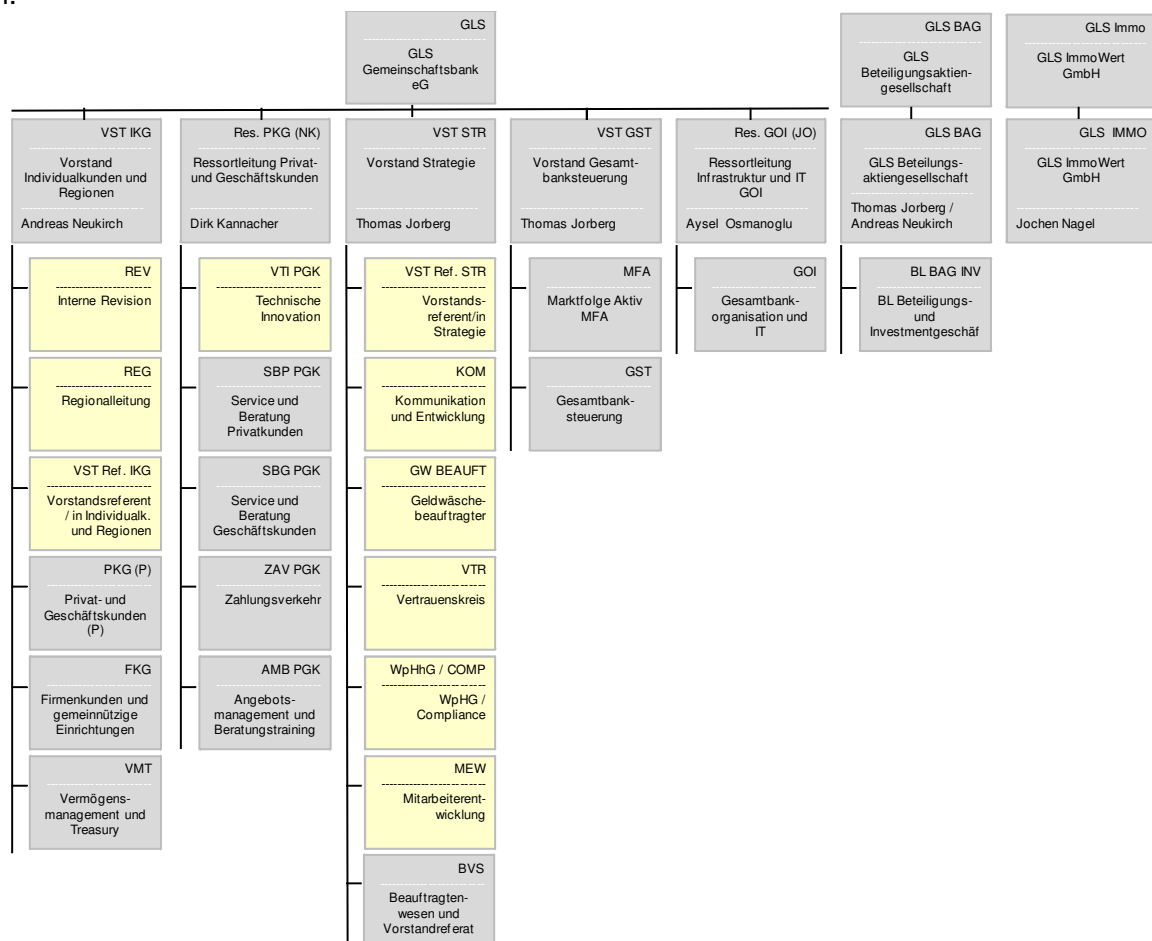 GLS
GLS
Gemeinschaftsbank
eG
GLS BAG
GLS
Beteiligungsaktien-
gesellschaft
GLS Immo
GLS ImmoWert
GmbH
VST IKG
Vorstand
Individualkunden und
Regionen
Andreas Neukirch
Res. PKG (NK)
Ressortleitung Privat-
und Geschäftskunden
Dirk Kannacher
VST STR
Vorstand Strategie
Thomas Jorberg
VST GST
Vorstand Gesamt-
banksteuerung
Thomas Jorberg
Res. GOI (JO)
Ressortleitung
Infrastruktur und IT
GOI
Aysel Osmanoglu
GLS BAG
GLS Beteilungs-
aktiengesellschaft
Thomas Jorberg /
Andreas Neukirch
GLS IMMO
GLS ImmoWert
GmbH
Jochen Nagel
REV
Interne Revision
REG
Regionalleitung
VST Ref. IKG
Vorstandsreferent
/ in Individualk.
und Regionen
PKG (P)
Privat- und
Geschäftskunden
(P)
FKG
Firmenkunden und
gemeinnützige
Einrichtungen
VMT
Vermögens-
management und
Treasury
VTI PGK
Technische
Innovation
SBP PGK
Service und
Beratung
Privatkunden
SBG PGK
Service und
Beratung
Geschäftskunden
ZAV PGK
Zahlungsverkehr
AMB PGK
Angebots-
management und
Beratungstraining
VST Ref. STR
Vorstands-
referent/in
Strategie
KOM
Kommunikation
und Entwicklung
GW BEAUFT
Geldwäsche-
beauftragter
VTR
Vertrauenskreis
WpHhG / COMP
WpHG /
Compliance
MEW
Mitarbeiterent-
wicklung
BVS
Beauftragten-
wesen und
Vorstandreferat
MFA
Marktfolge Aktiv
MFA
GST
Gesamtbank-
steuerung
GOI
Gesamtbank-
organisation und
IT
BL BAG INV
BL Beteiligungs-
und
Investmentgeschäf